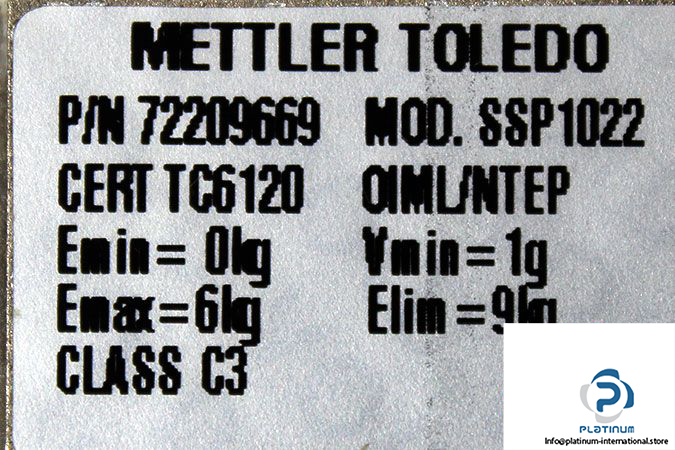 METTLER TOLEDO
P/N 72209669 MOD. SSP1022
CERT TC6120 OIML/NTEP
Emin= 0kg Vmin=1g
Emax=6kg Elim=9kg
CLASS C3
PLATINUM
Info@platinum-international.store